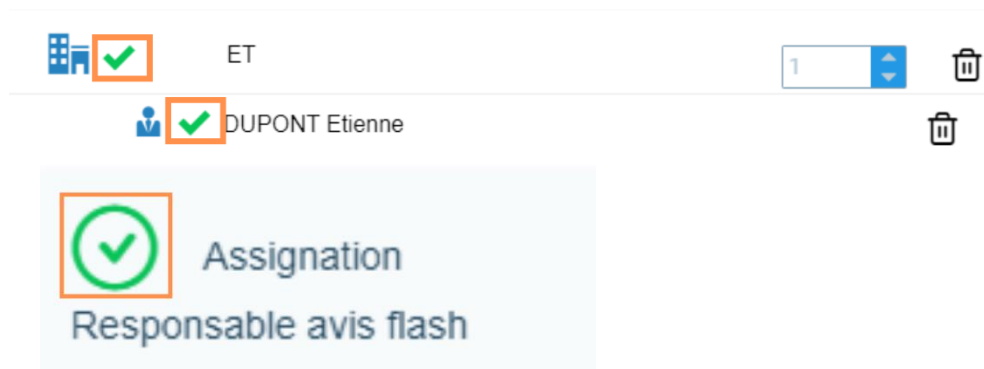 ET
1
DUPONT Etienne
Assignation
Responsable avis flash